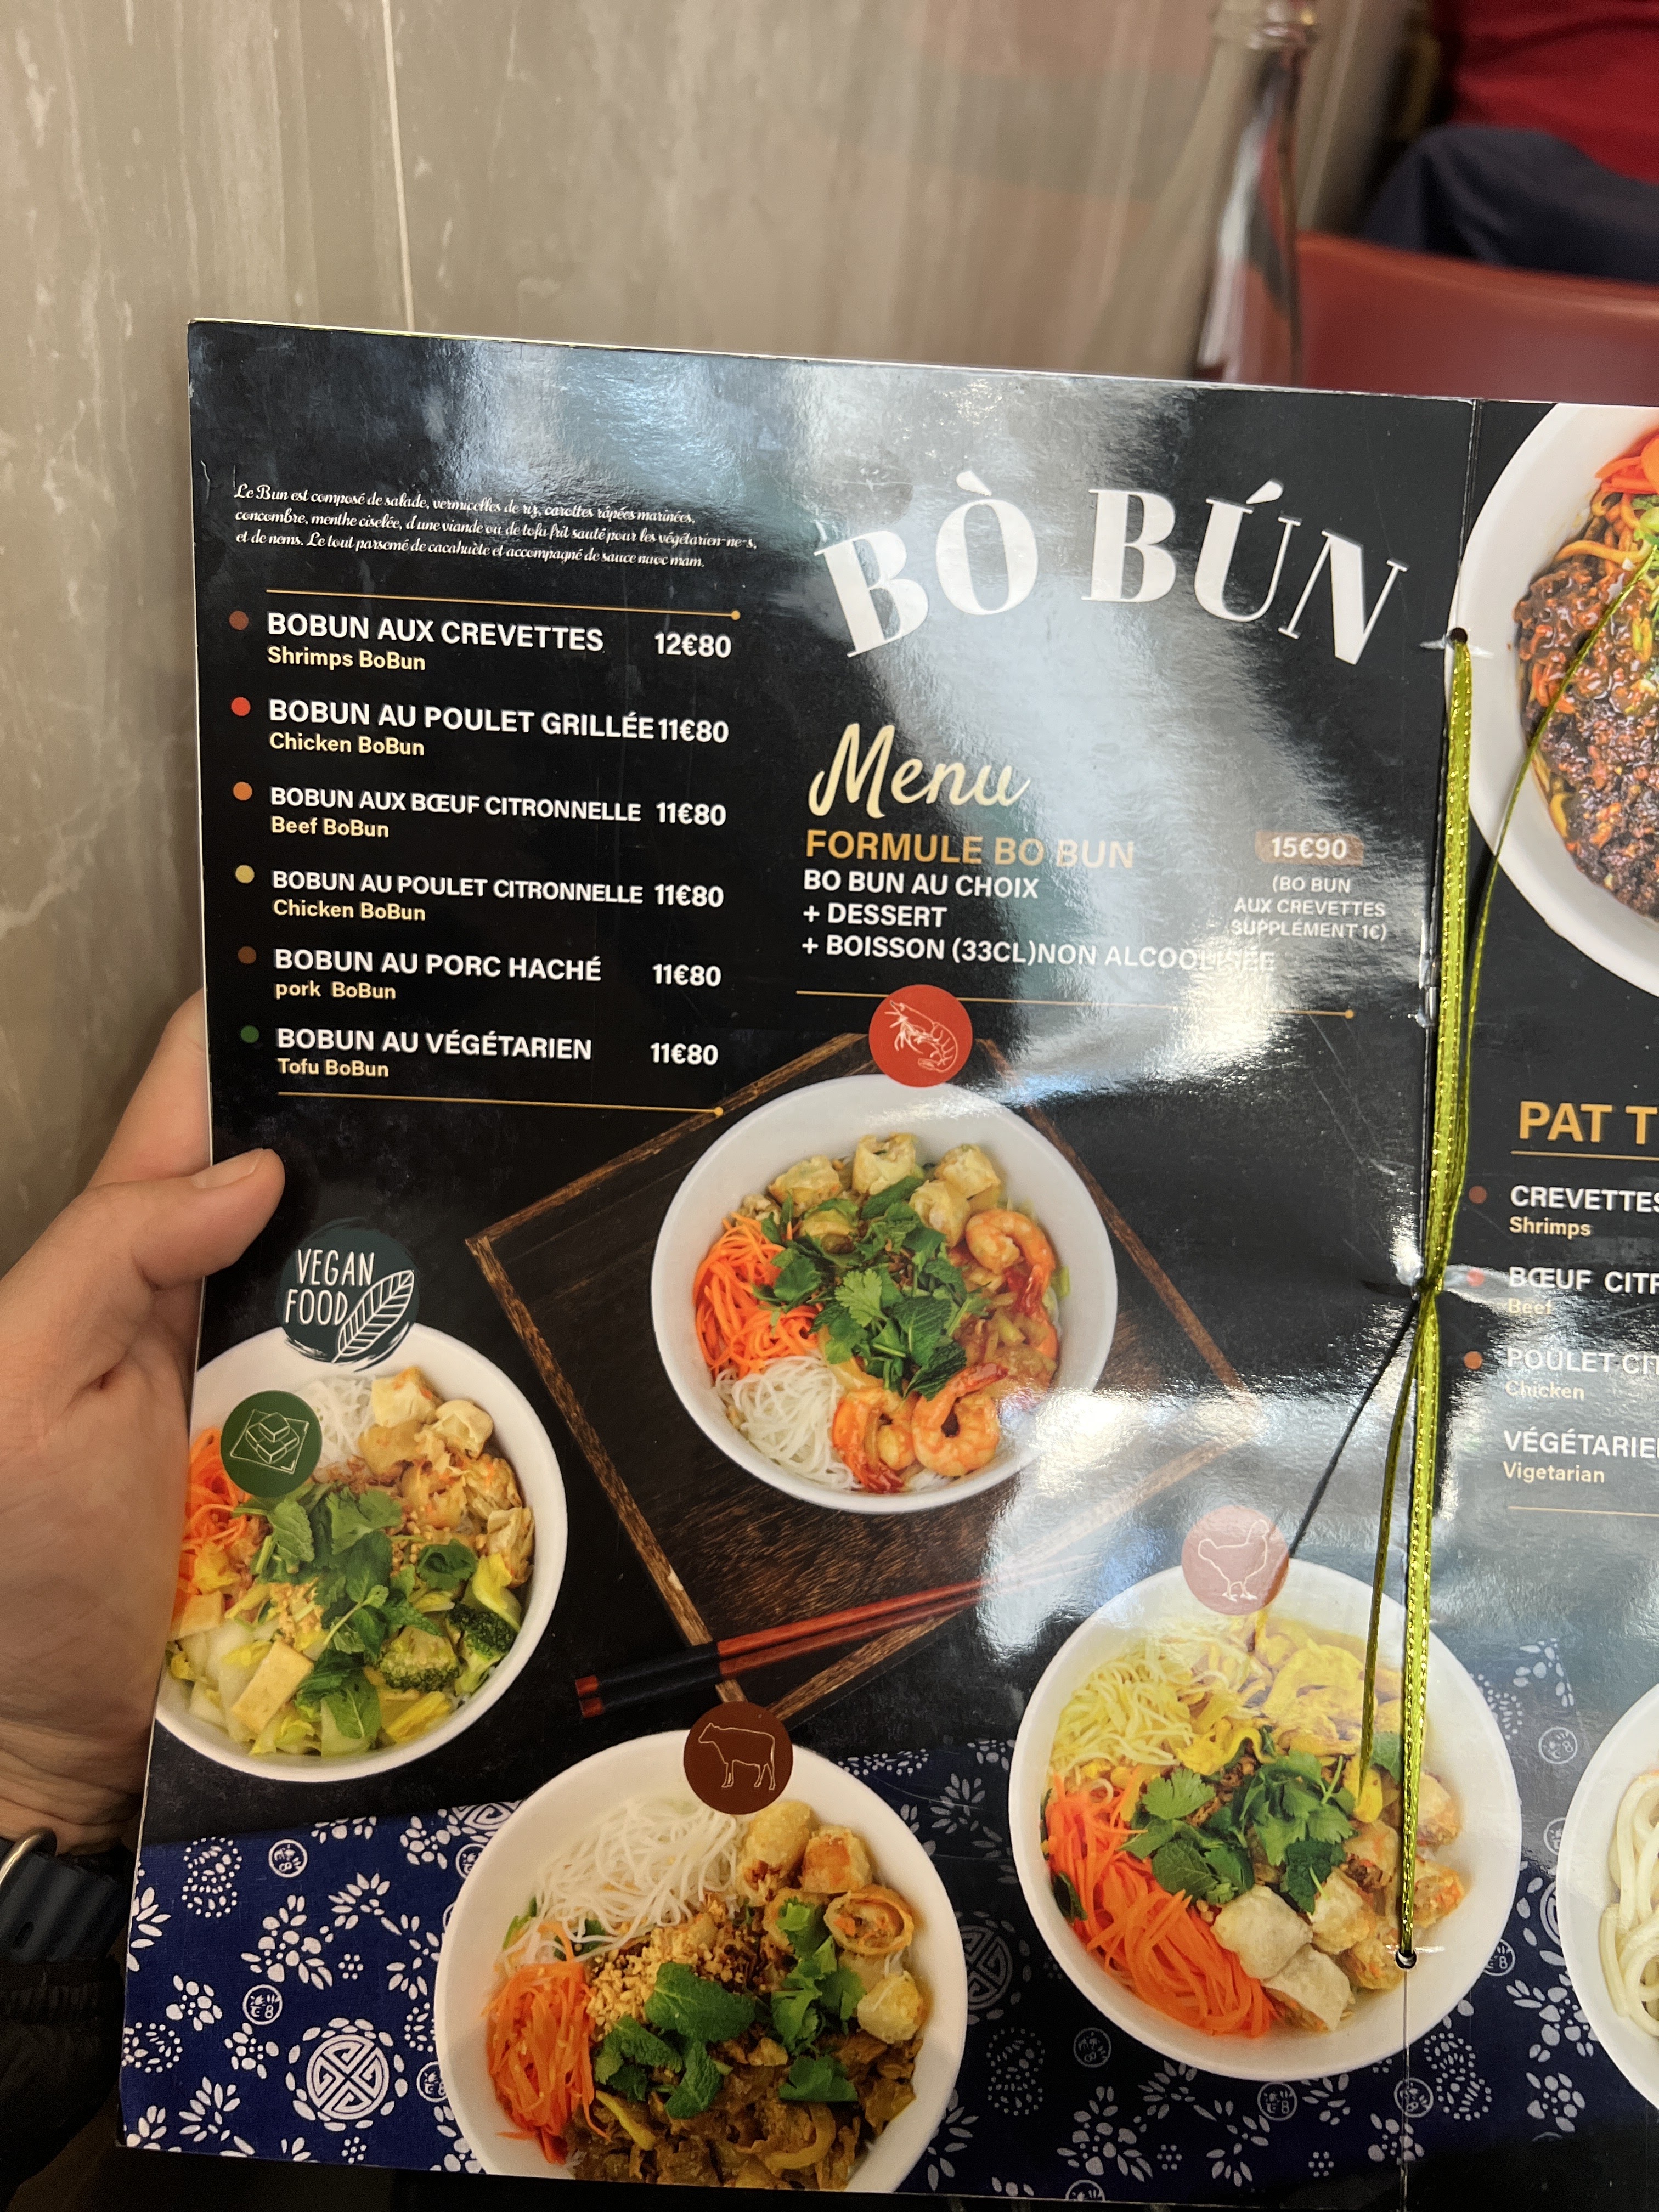 Le Bun est composé de salade, vermicelles de riz, carottes râpées marinées,
concombre, menthe ciselée, d'une viande ou de tofu frit sauté pour les végétarien-ne-s,
et de nems. Le tout parsemé de cacahuète et accompagné de sauce nuoc mam.
BOBUN AUX CREVETTES 12€80
Shrimps BoBun
BOBUN AU POULET GRILLÉE 11€80
Chicken BoBun
BOBUN AUX BŒUF CITRONNELLE 11€80
Beef BoBun
BOBUN AU POULET CITRONNELLE 11€80
Chicken BoBun
BOBUN AU PORC HACHÉ 11€80
pork BoBun
BOBUN AU VÉGÉTARIEN 11€80
Tofu BoBun
BÒ BÚN
Menu
FORMULE BO BUN 15€90
BO BUN AU CHOIX
+ DESSERT
+ BOISSON (33CL)NON ALCOOLISÉE
(BO BUN
AUX CREVETTES
SUPPLÉMENT 1€)
VEGAN
FOOD
PAT T
CREVETTES
Shrimps
BŒUF CITR
Beef
POULET CIT
Chicken
VÉGÉTARIE
Vigetarian